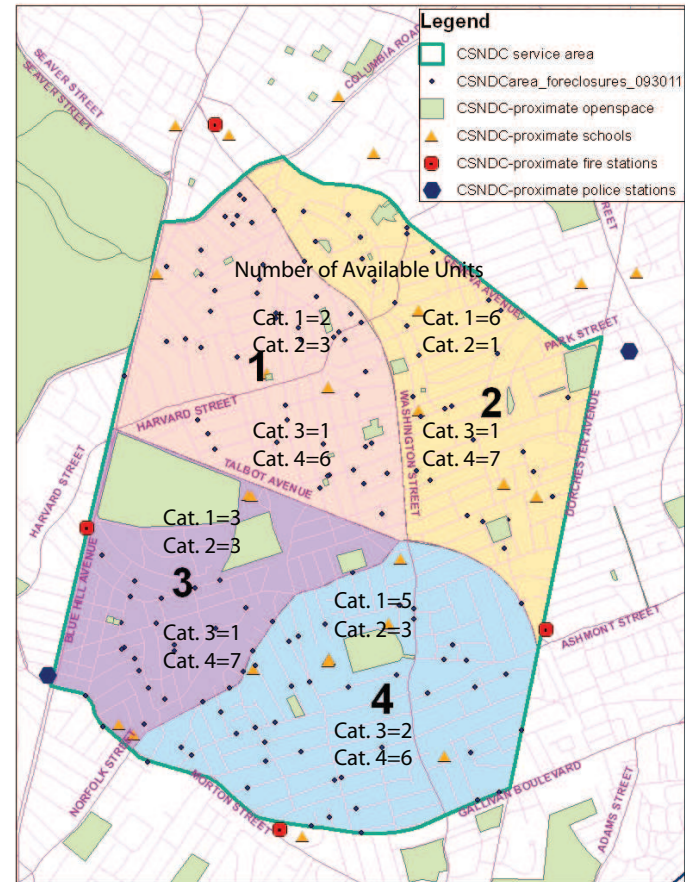 Legend
CSNDC service area
CSNDCarea_foreclosures_093011
CSNDC-proximate openspace
CSNDC-proximate schools
CSNDC-proximate fire stations
CSNDC-proximate police stations
SEAVER STREET
SEAVER STREET
COLUMBIA ROAD
Number of Available Units
Cat. 1=2
Cat. 2=3
1
Cat. 3=1
Cat. 4=6
Cat. 1=6
Cat. 2=1
2
Cat. 3=1
Cat. 4=7
PARK STREET
HARVARD STREET
WASHINGTON STREET
DORCHESTER AVENUE
TALBOT AVENUE
HARVARD STREET
BLUE HILL AVENUE
Cat. 1=3
Cat. 2=3
3
Cat. 3=1
Cat. 4=7
Cat. 1=5
Cat. 2=3
4
Cat. 3=2
Cat. 4=6
ASHMONT STREET
NORFOLK STREET
MORTON STREET
GALLIVAN BOULEVARD
ADAMS STREET